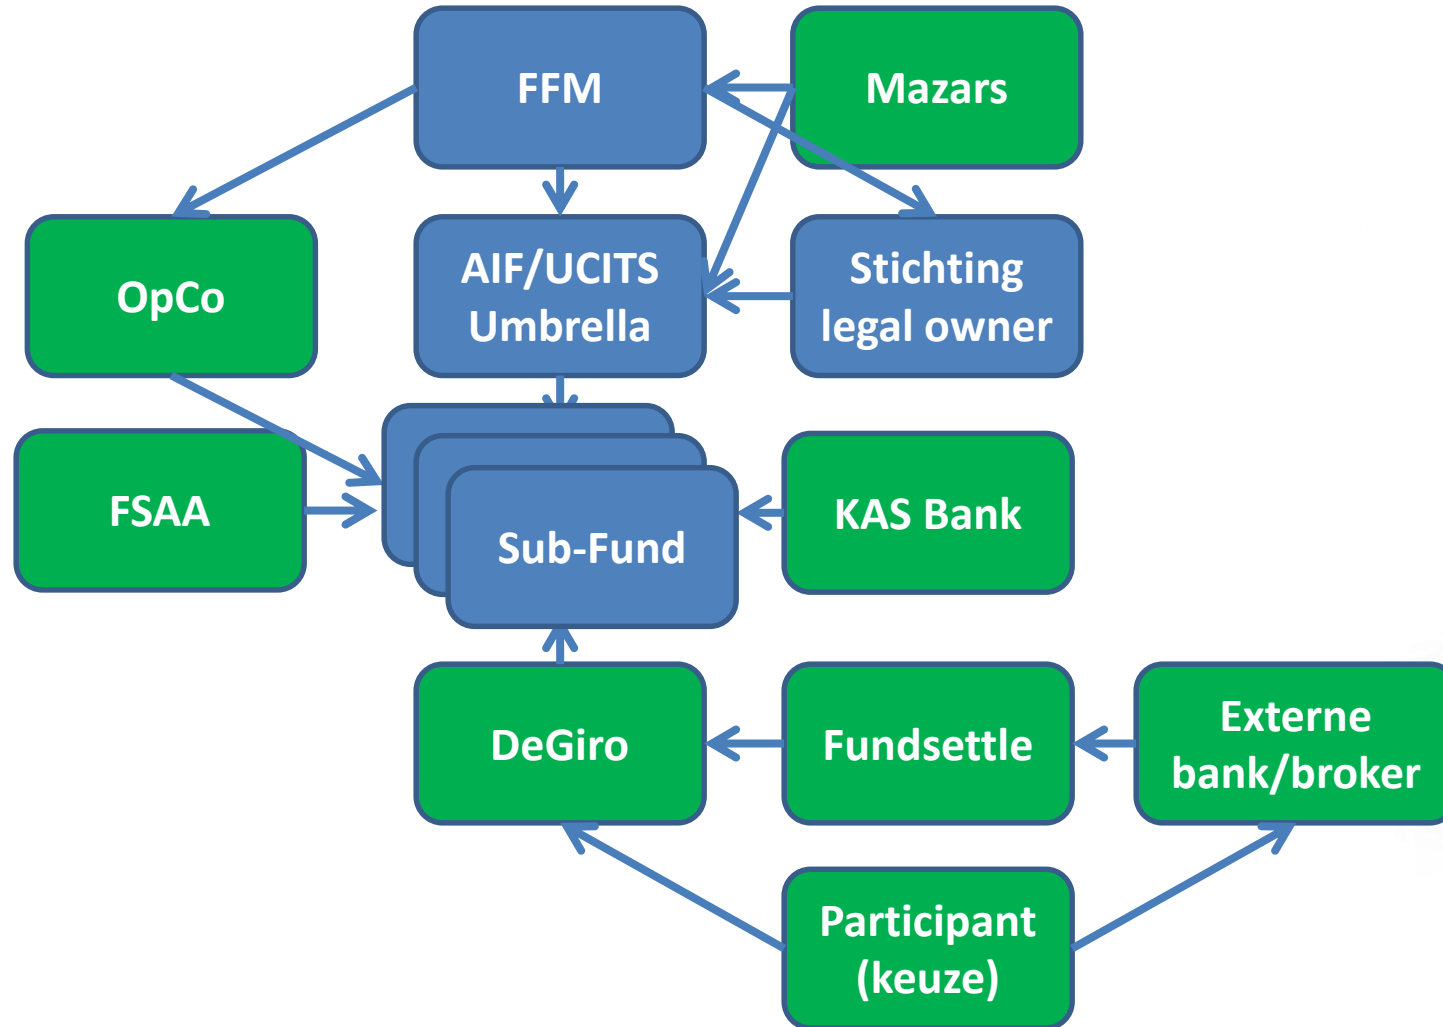 FFM
Mazars
OpCo
AIF/UCITS
Umbrella
Stichting
legal owner
FSAA
Sub-Fund
KAS Bank
DeGiro
Fundsettle
Externe
bank/broker
Participant
(keuze)